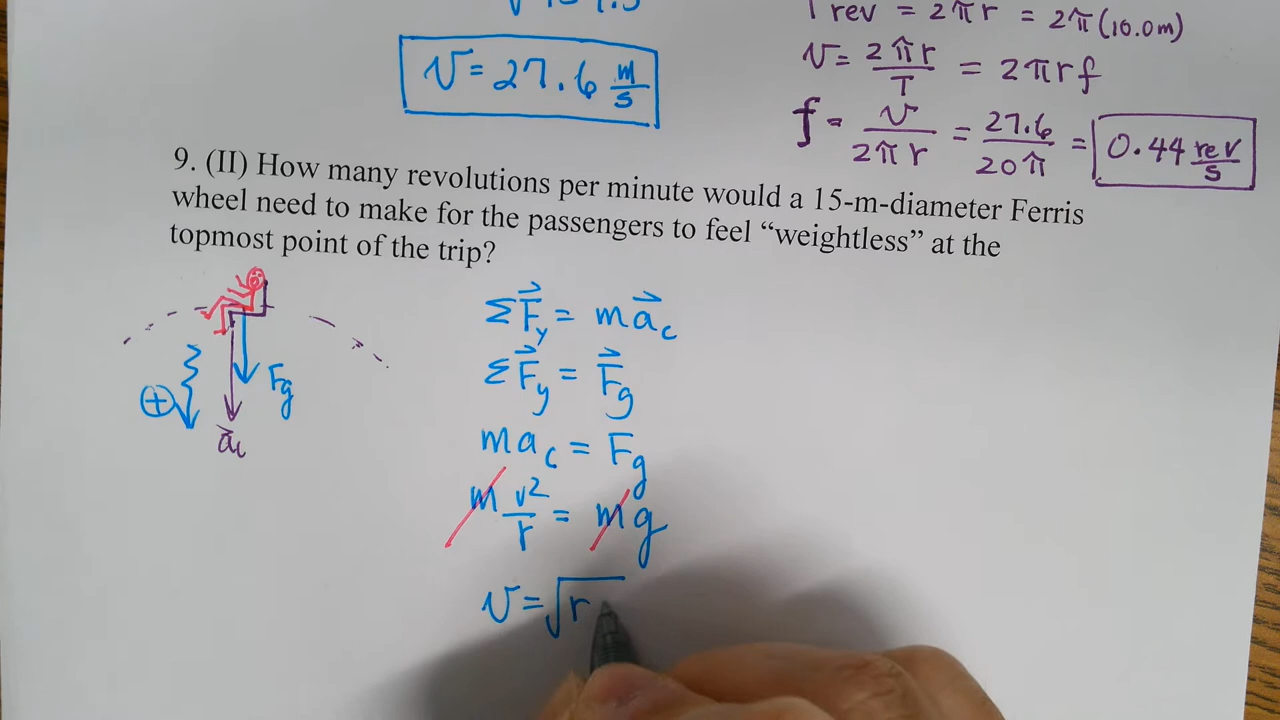 V = 27.6 m/s
1 rev = 2πr = 2π(10.0m)
V = 2πr/T = 2πrf
f = V/2πr = 27.6/20π = 0.44 rev/s
9. (II) How many revolutions per minute would a 15-m-diameter Ferris
wheel need to make for the passengers to feel “weightless” at the
topmost point of the trip?
+
Fg
a⃗c
ΣF⃗y = ma⃗c
ΣF⃗y = F⃗g
mac = Fg
m v²/r = mg
V = √r